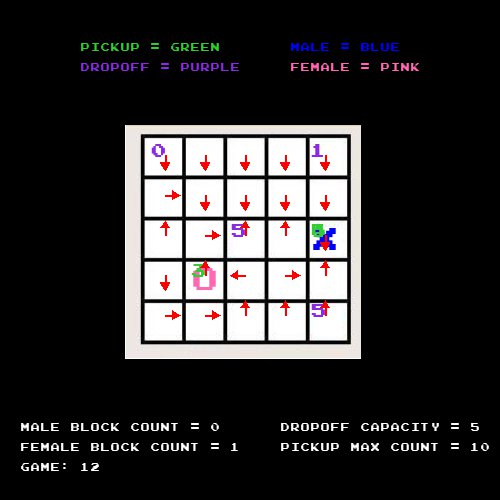 PICKUP = GREEN MALE = BLUE
DROPOFF = PURPLE FEMALE = PINK
0 1
5
5
MALE BLOCK COUNT = 0 DROPOFF CAPACITY = 5
FEMALE BLOCK COUNT = 1 PICKUP MAX COUNT = 10
GAME: 12